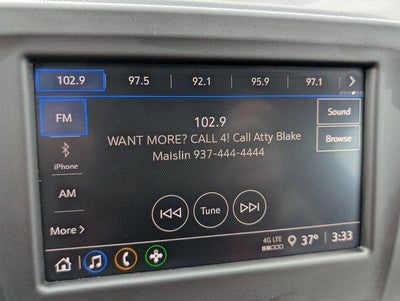 102.9 97.5 92.1 95.9 97.1
FM
Sound
102.9
WANT MORE? CALL 4! Call Atty Blake
Maislin 937-444-4444
Browse
iPhone
AM
Tune
More
4G LTE
37° 3:33